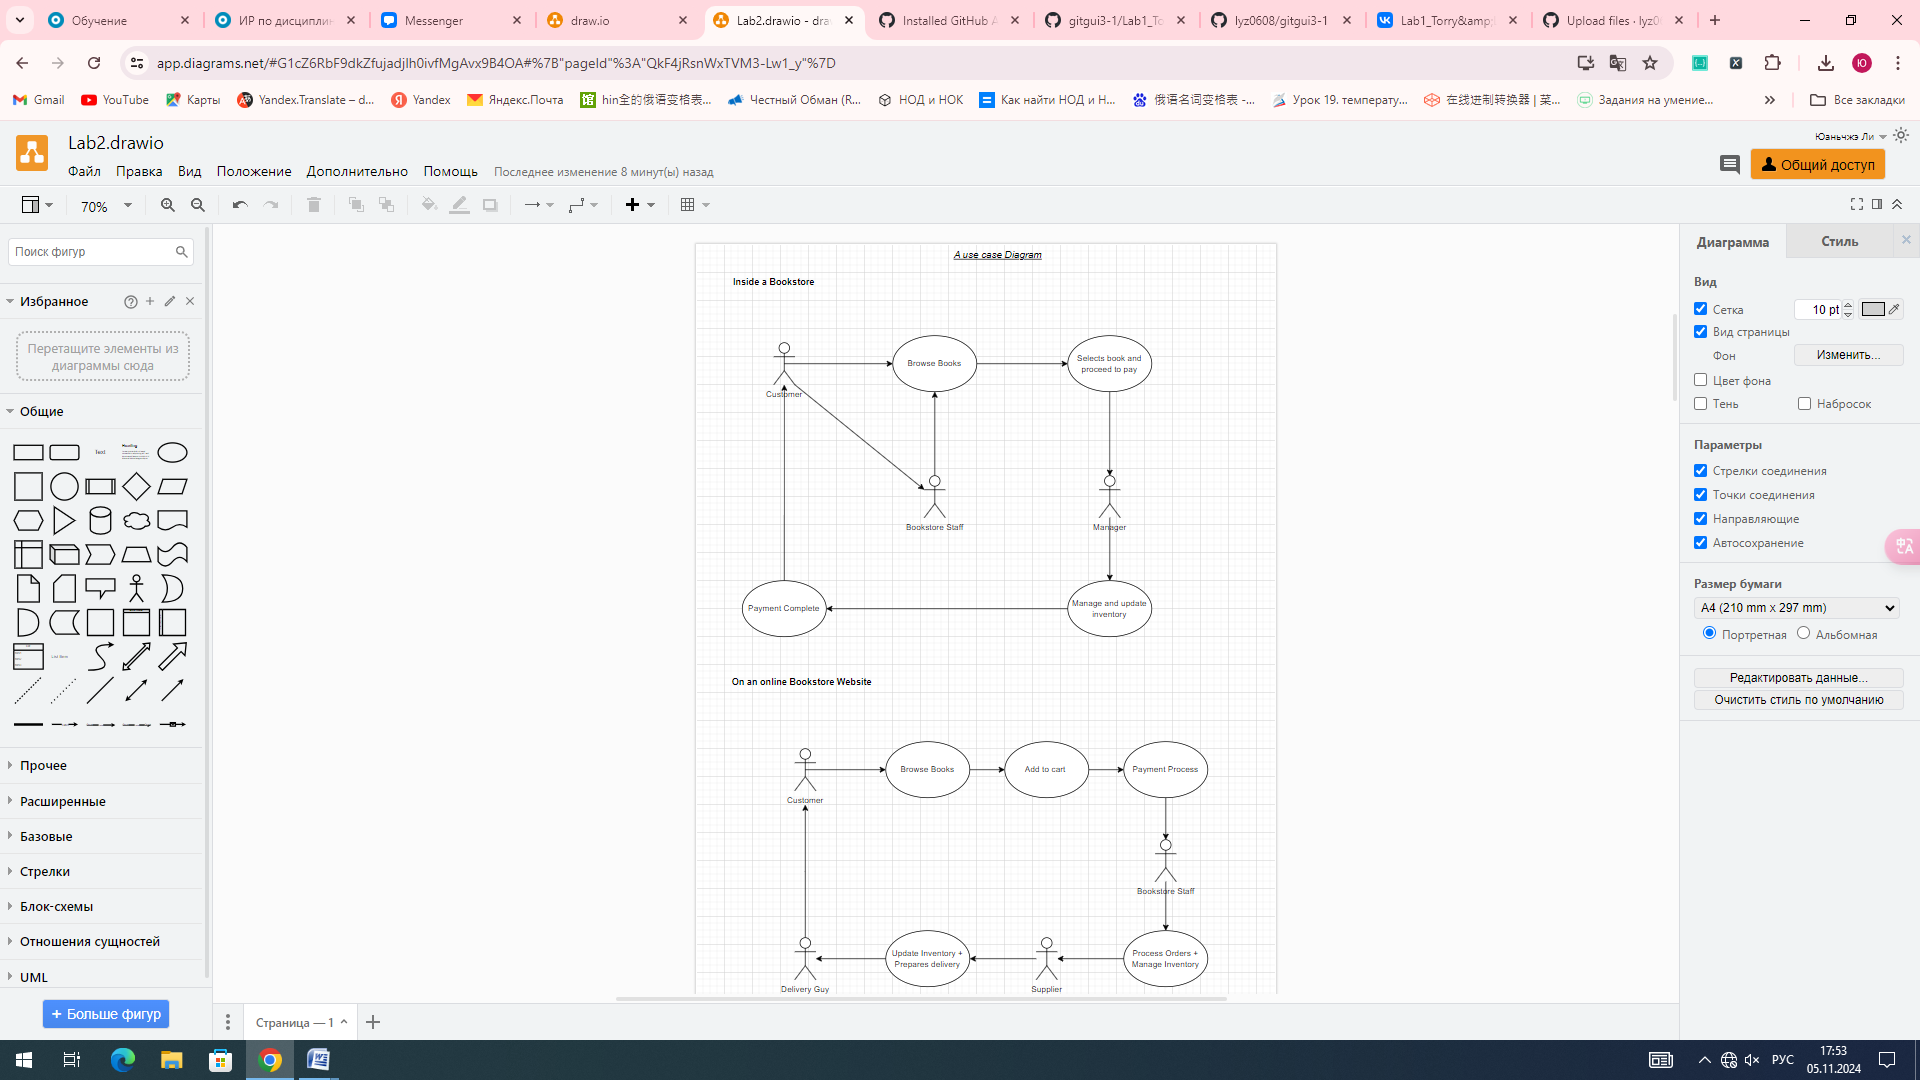 Обучение
ИР по дисциплин
Messenger
draw.io
Lab2.drawio - dra
Installed GitHub A
gitgui3-1/Lab1_To
lyz0608/gitgui3-1
Lab1_Torry&amp;
Upload files · lyz0
app.diagrams.net/#G1cZ6RbF9dkZfujadjlh0ivfMgAvx9B4OA#%7B"pageId"%3A"QkF4jRsnWxTVM3-Lw1_y"%7D
Ю
Gmail
YouTube
Карты
Yandex.Translate – d...
Yandex
Яндекс.Почта
hin全的俄语变格表...
Честный Обман (R...
НОД и НОК
Как найти НОД и Н...
俄语名词变格表 -...
Урок 19. температу...
在线进制转换器 | 菜...
Задания на умение...
Все закладки
Lab2.drawio
Юаньчжэ Ли
Файл
Правка
Вид
Положение
Дополнительно
Помощь
Последнее изменение 8 минут(ы) назад
Общий доступ
70%
Поиск фигур
Избранное
Перетащите элементы из
диаграммы сюда
Общие
Text
Heading
List Item
Прочее
Расширенные
Базовые
Стрелки
Блок-схемы
Отношения сущностей
UML
+ Больше фигур
A use case Diagram
Inside a Bookstore
Customer
Browse Books
Selects book and
proceed to pay
Bookstore Staff
Manager
Payment Complete
Manage and update
inventory
On an online Bookstore Website
Customer
Browse Books
Add to cart
Payment Process
Bookstore Staff
Delivery Guy
Update Inventory +
Prepares delivery
Supplier
Process Orders +
Manage Inventory
Страница — 1
Диаграмма
Стиль
Вид
Сетка
10 pt
Вид страницы
Фон
Изменить...
Цвет фона
Тень
Набросок
Параметры
Стрелки соединения
Точки соединения
Направляющие
Автосохранение
Размер бумаги
A4 (210 mm x 297 mm)
Портретная
Альбомная
Редактировать данные...
Очистить стиль по умолчанию
РУС
17:53
05.11.2024